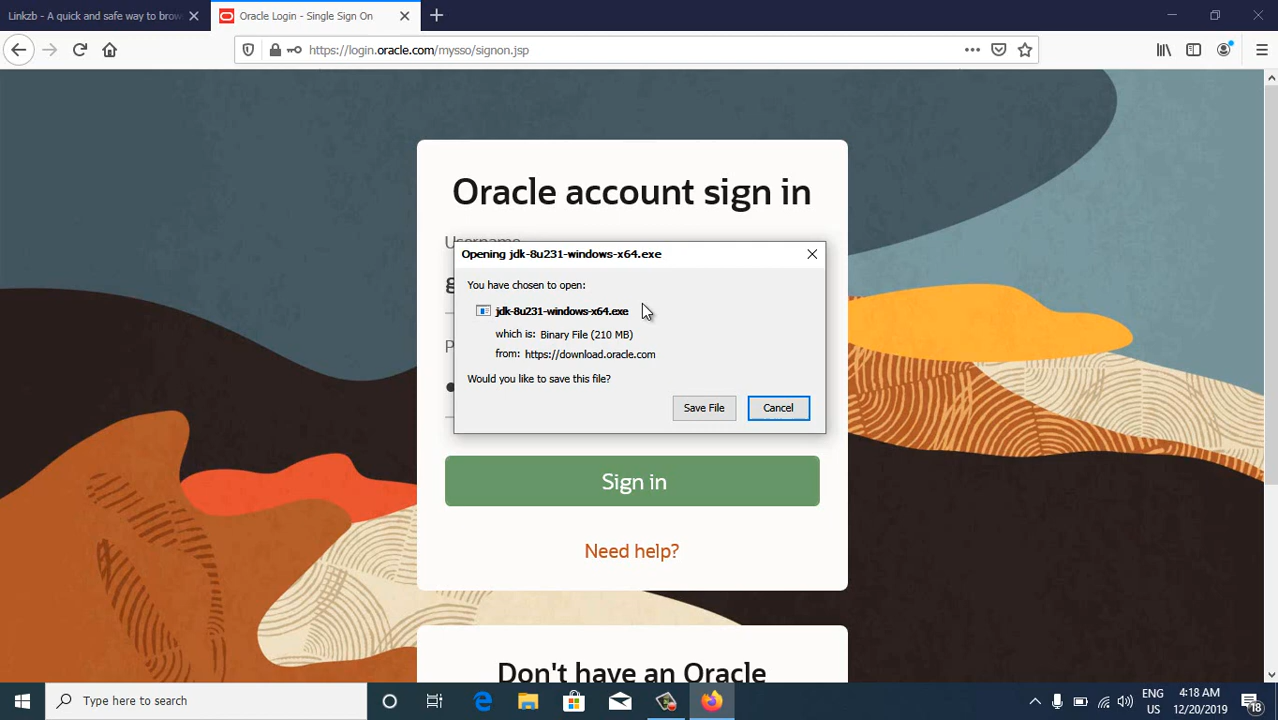 Linkzb - A quick and safe way to brow
Oracle Login - Single Sign On
https://login.oracle.com/mysso/signon.jsp
Oracle account sign in
Username
Opening jdk-8u231-windows-x64.exe
You have chosen to open:
jdk-8u231-windows-x64.exe
which is: Binary File (210 MB)
from: https://download.oracle.com
Would you like to save this file?
Save File
Cancel
Sign in
Need help?
Don't have an Oracle
Type here to search
ENG
US
4:18 AM
12/20/2019
18